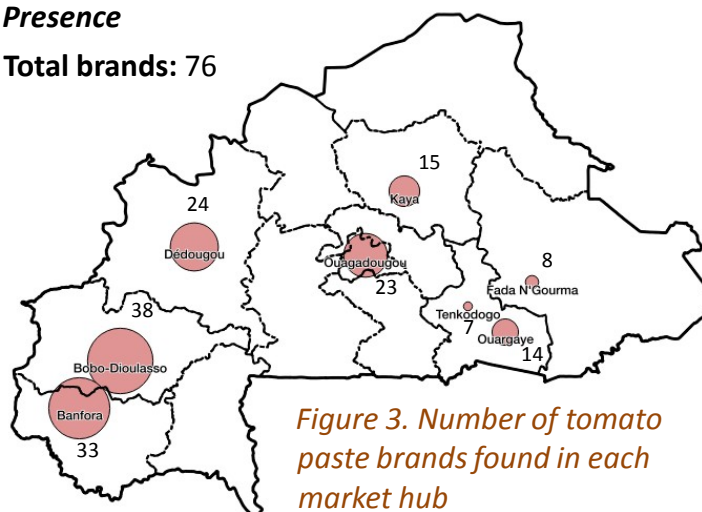 Presence
Total brands: 76
15
Kaya
24
Dédougou
Ouagadougou
23
8
Fada N'Gourma
Tenkodogo
7
Ouargaye
14
38
Bobo-Dioulasso
Banfora
33
Figure 3. Number of tomato
paste brands found in each
market hub